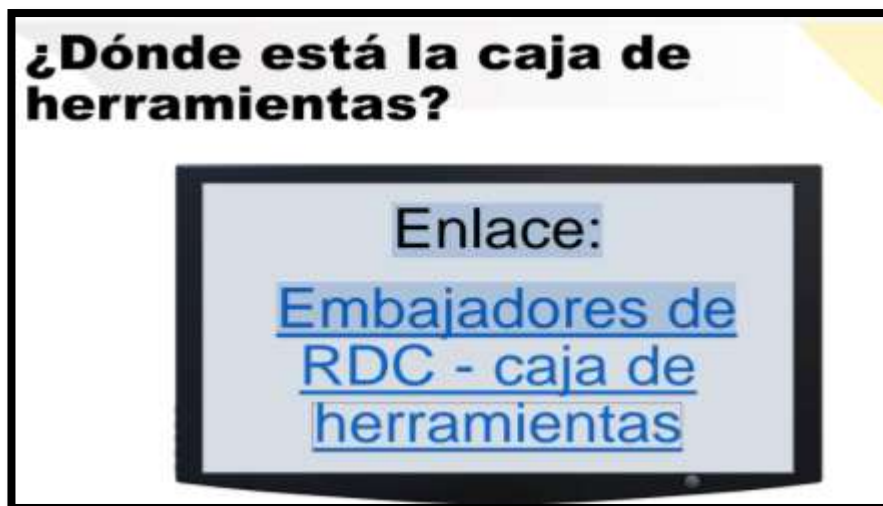 ¿Dónde está la caja de
herramientas?
Enlace:
Embajadores de
RDC - caja de
herramientas